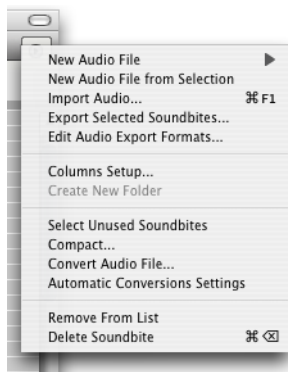 New Audio File ▶
New Audio File from Selection
Import Audio... ⌘F1
Export Selected Soundbites...
Edit Audio Export Formats...
Columns Setup...
Create New Folder
Select Unused Soundbites
Compact...
Convert Audio File...
Automatic Conversions Settings
Remove From List
Delete Soundbite ⌘⌫